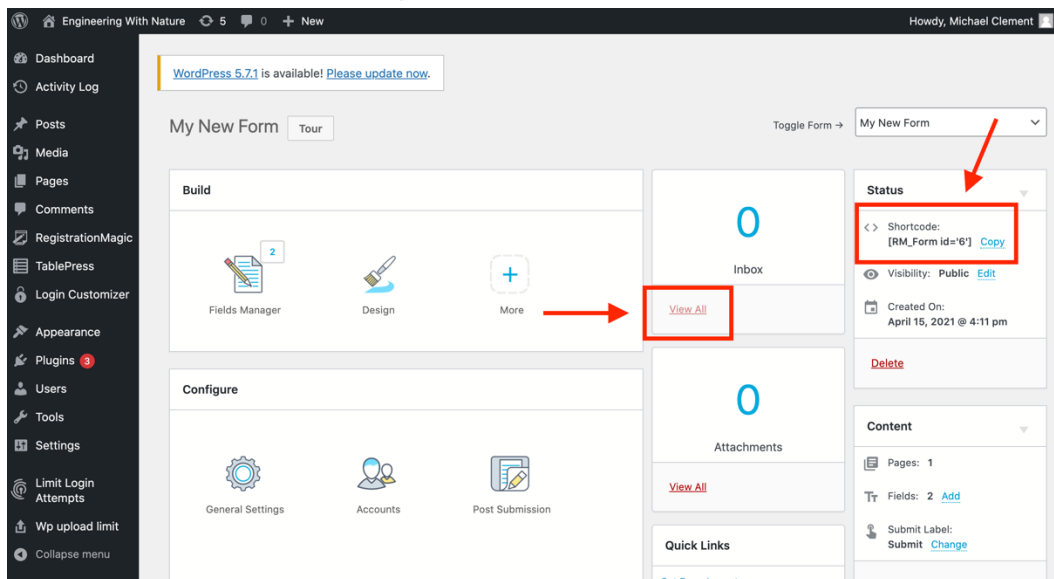 Engineering With Nature 5 0 + New
Howdy, Michael Clement
Dashboard
Activity Log
Posts
Media
Pages
Comments
RegistrationMagic
TablePress
Login Customizer
Appearance
Plugins 3
Users
Tools
Settings
Limit Login
Attempts
Wp upload limit
Collapse menu
WordPress 5.7.1 is available! Please update now.
My New Form Tour
Toggle Form →
My New Form
Build
2
Fields Manager
Design
+
More
Configure
General Settings
Accounts
Post Submission
0
Inbox
View All
0
Attachments
View All
Quick Links
Status
Shortcode:
[RM_Form id='6'] Copy
Visibility: Public Edit
Created On:
April 15, 2021 @ 4:11 pm
Delete
Content
Pages: 1
Fields: 2 Add
Submit Label:
Submit Change